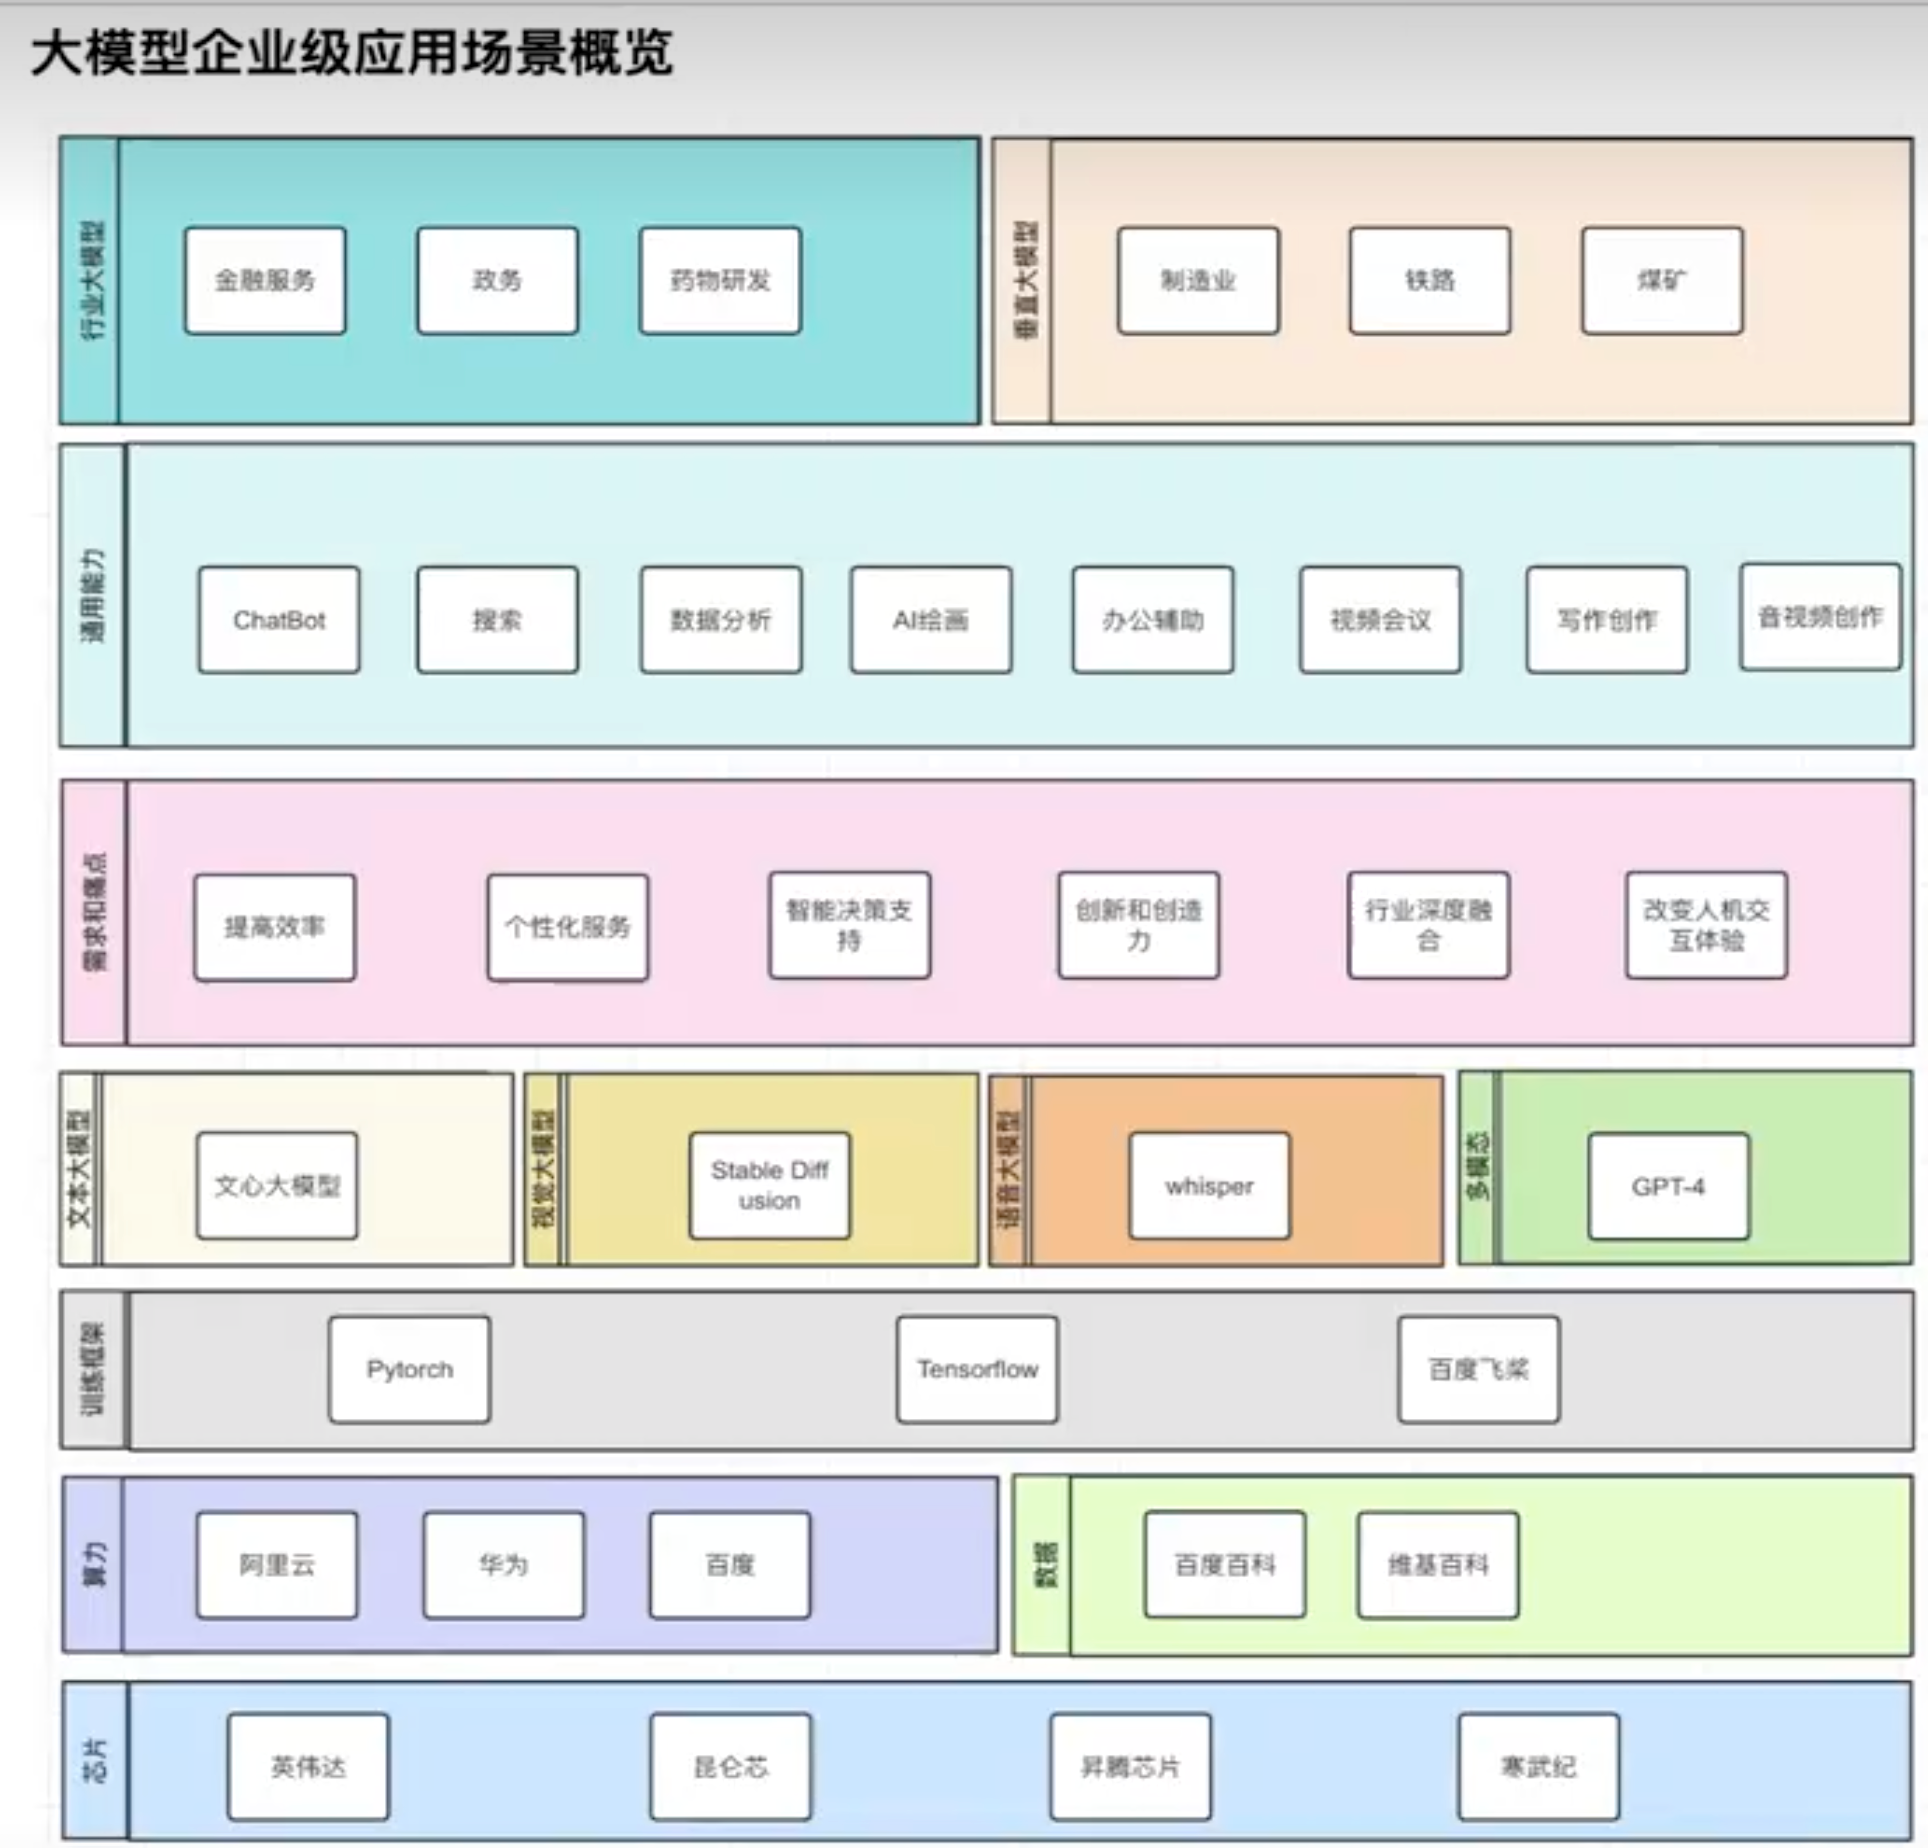 大模型企业级应用场景概览
行业大模型
金融服务
政务
药物研发
垂直大模型
制造业
铁路
煤矿
通用能力
ChatBot
搜索
数据分析
AI绘画
办公辅助
视频会议
写作创作
音视频创作
需求和痛点
提高效率
个性化服务
智能决策支
持
创新和创造
力
行业深度融
合
改变人机交
互体验
文本大模型
文心大模型
视觉大模型
Stable Diff
usion
语音大模型
whisper
多模态
GPT-4
训练框架
Pytorch
Tensorflow
百度飞桨
算力
阿里云
华为
百度
数据
百度百科
维基百科
芯片
英伟达
昆仑芯
昇腾芯片
寒武纪